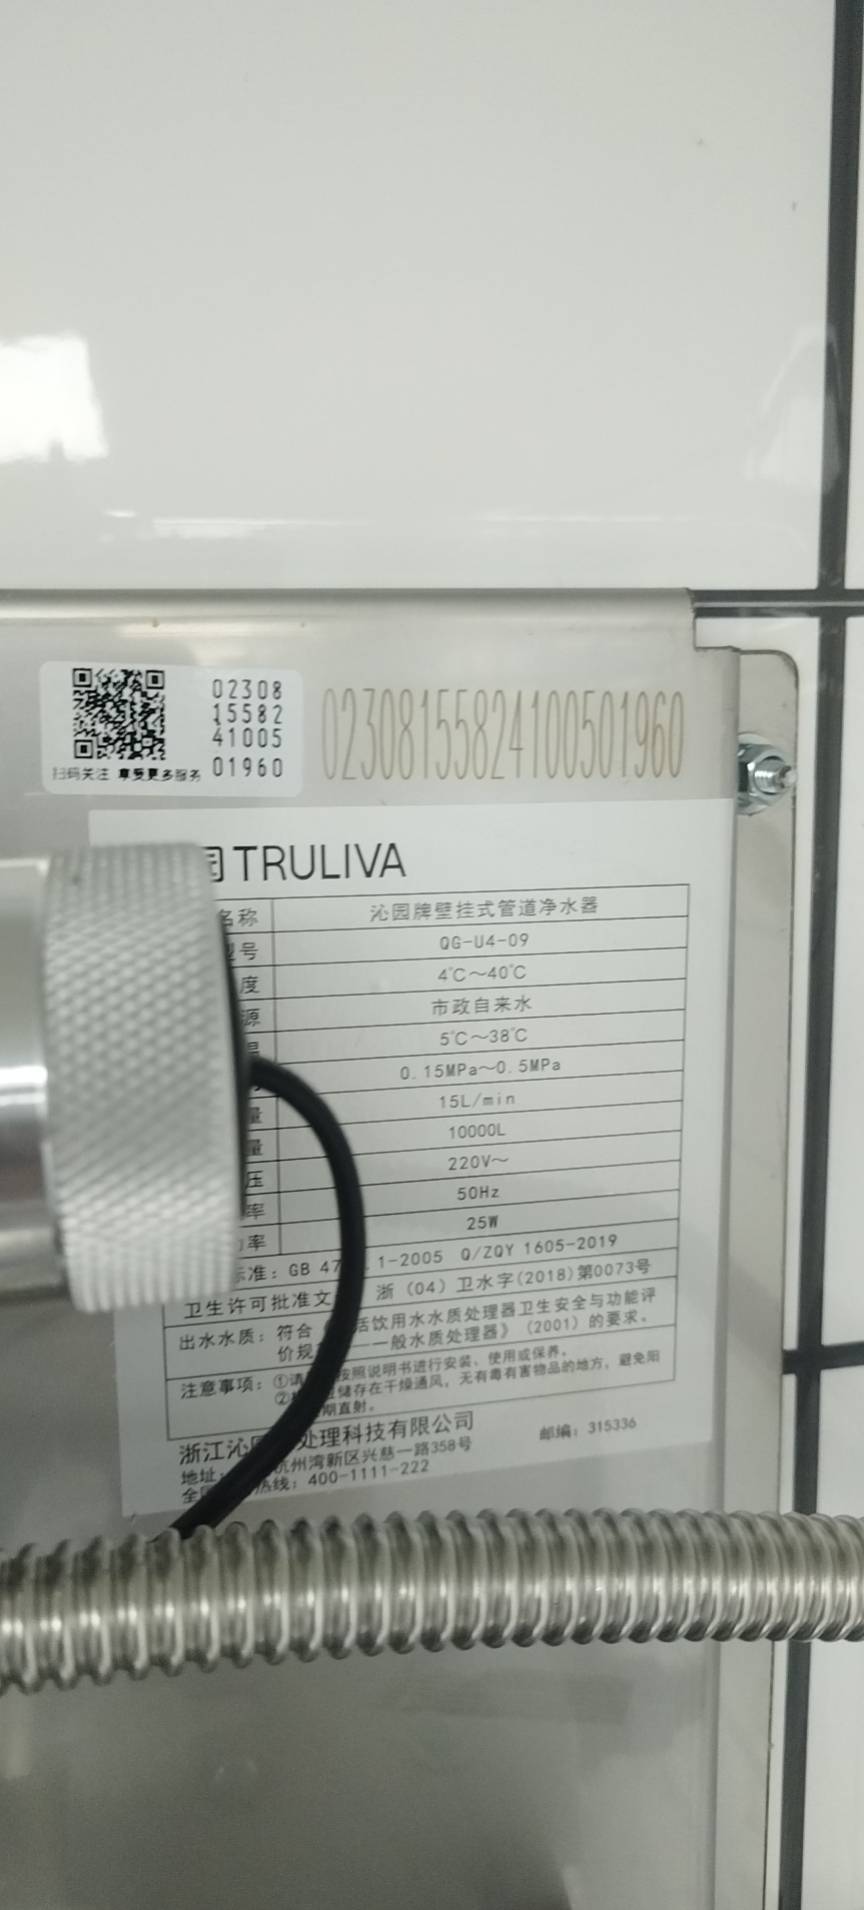 02308
15582
41005
01960
扫码关注 享受更多服务
02308155824100501960
TRULIVA
名称 沁园牌壁挂式管道净水器
号 QG-U4-09
度 4℃～40℃
源 市政自来水
5℃～38℃
0.15MPa～0.5MPa
量 15L/min
量 10000L
压 220V～
率 50Hz
率 25W
准：GB 47 .1-2005 Q/ZQY 1605-2019
卫生许可批准文 浙（04）卫水字(2018)第0073号
出水水质：符合 活饮用水水质处理器卫生安全与功能评
价规 一般水质处理器》（2001）的要求。
注意事项：①请 按照说明书进行安装、使用或保养。
② 储存在干燥通风，无有毒有害物品的地方，避免阳
期直射。
浙江沁 处理科技有限公司
地址： 杭州湾新区兴慈一路358号 邮编：315336
全 热线：400-1111-222